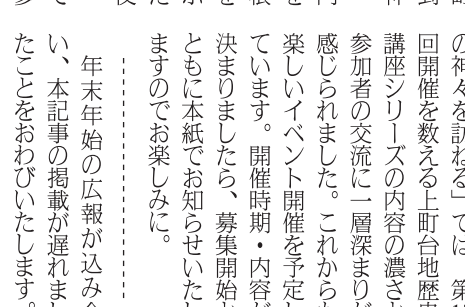 の神々を訪ねる」では、第
回開催を数える上町台地歴史
講座シリーズの内容の濃さ
参加者の交流に一層深まりが
感じられました。これからも
楽しいイベント開催を予定し
ています。開催時期・内容が
決まりましたら、募集開始と
ともに本紙でお知らせいたし
ますのでお楽しみに。
年末年始の広報が込み合
い、本記事の掲載が遅れまし
たことをおわびいたします。